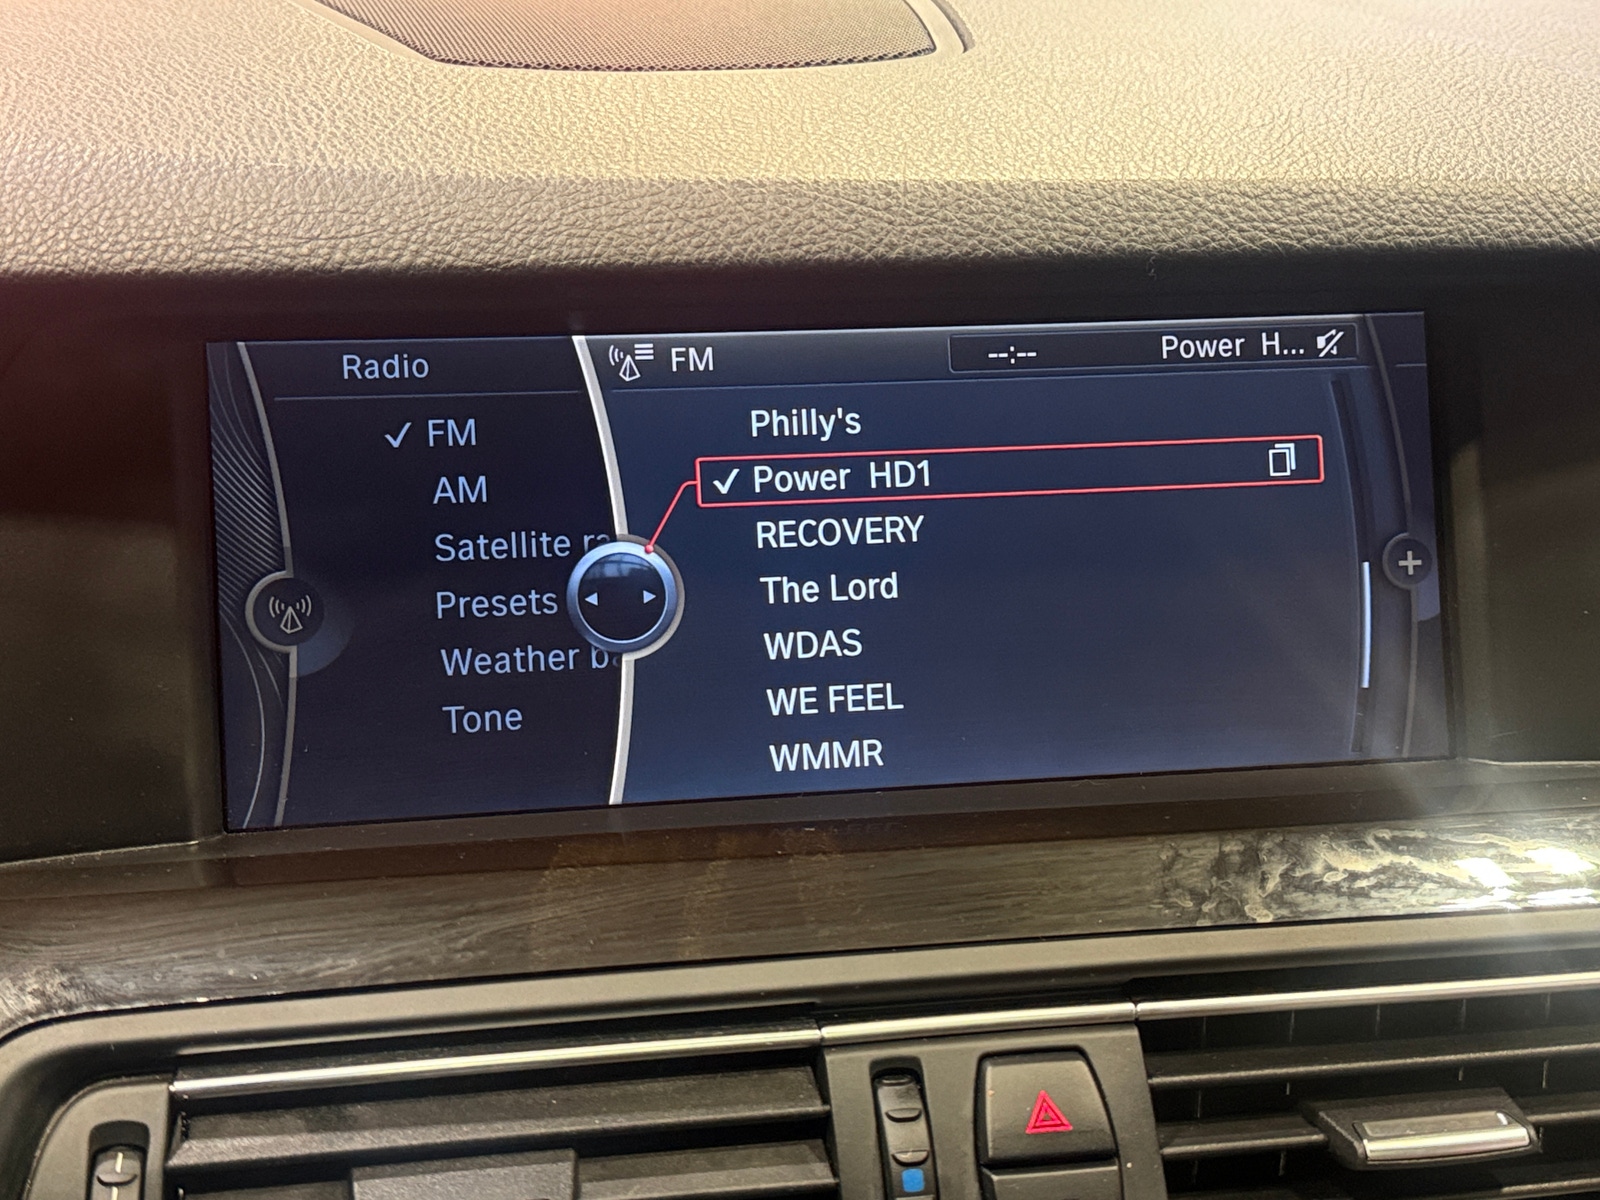 Radio
FM
--:--
Power H...
✓ FM
AM
Satellite ra
Presets
Weather b
Tone
Philly's
✓ Power HD1
RECOVERY
The Lord
WDAS
WE FEEL
WMMR